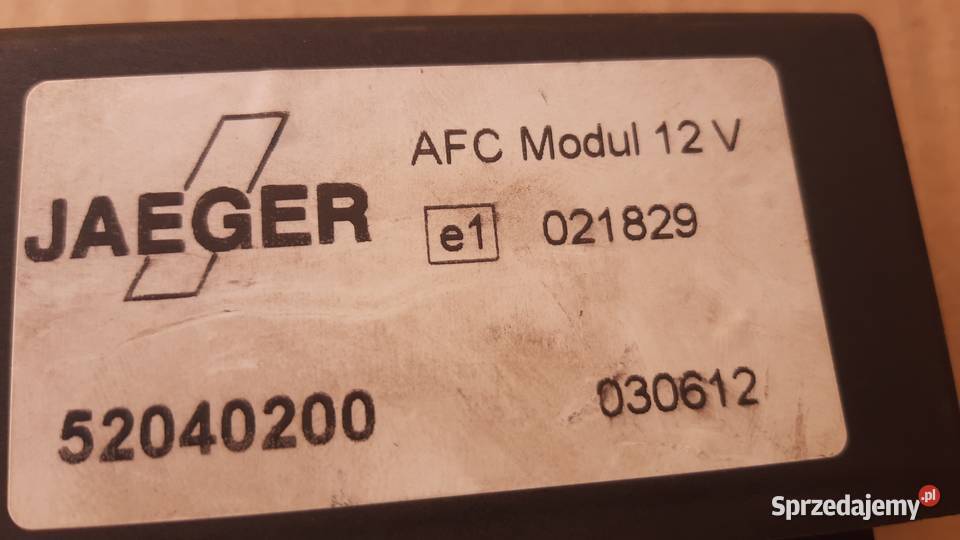 AFC Modul 12 V
JAEGER
e1 021829
52040200
030612
Sprzedajemy.pl